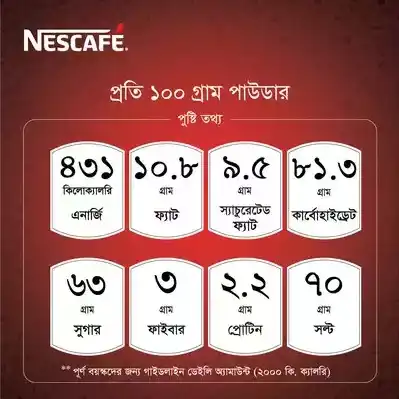 NESCAFÉ.
প্রতি ১০০ গ্রাম পাউডার
পুষ্টি তথ্য
৪৩১
কিলোক্যালরি
এনার্জি
১০.৮
গ্রাম
ফ্যাট
৯.৫
গ্রাম
স্যাচুরেটেড
ফ্যাট
৮১.৩
গ্রাম
কার্বোহাইড্রেট
৬৩
গ্রাম
সুগার
৩
গ্রাম
ফাইবার
২.২
গ্রাম
প্রোটিন
৭০
গ্রাম
সল্ট
** পূর্ণ বয়স্কদের জন্য গাইডলাইন ডেইলি অ্যামাউন্ট (২০০০ কি. ক্যালরি)